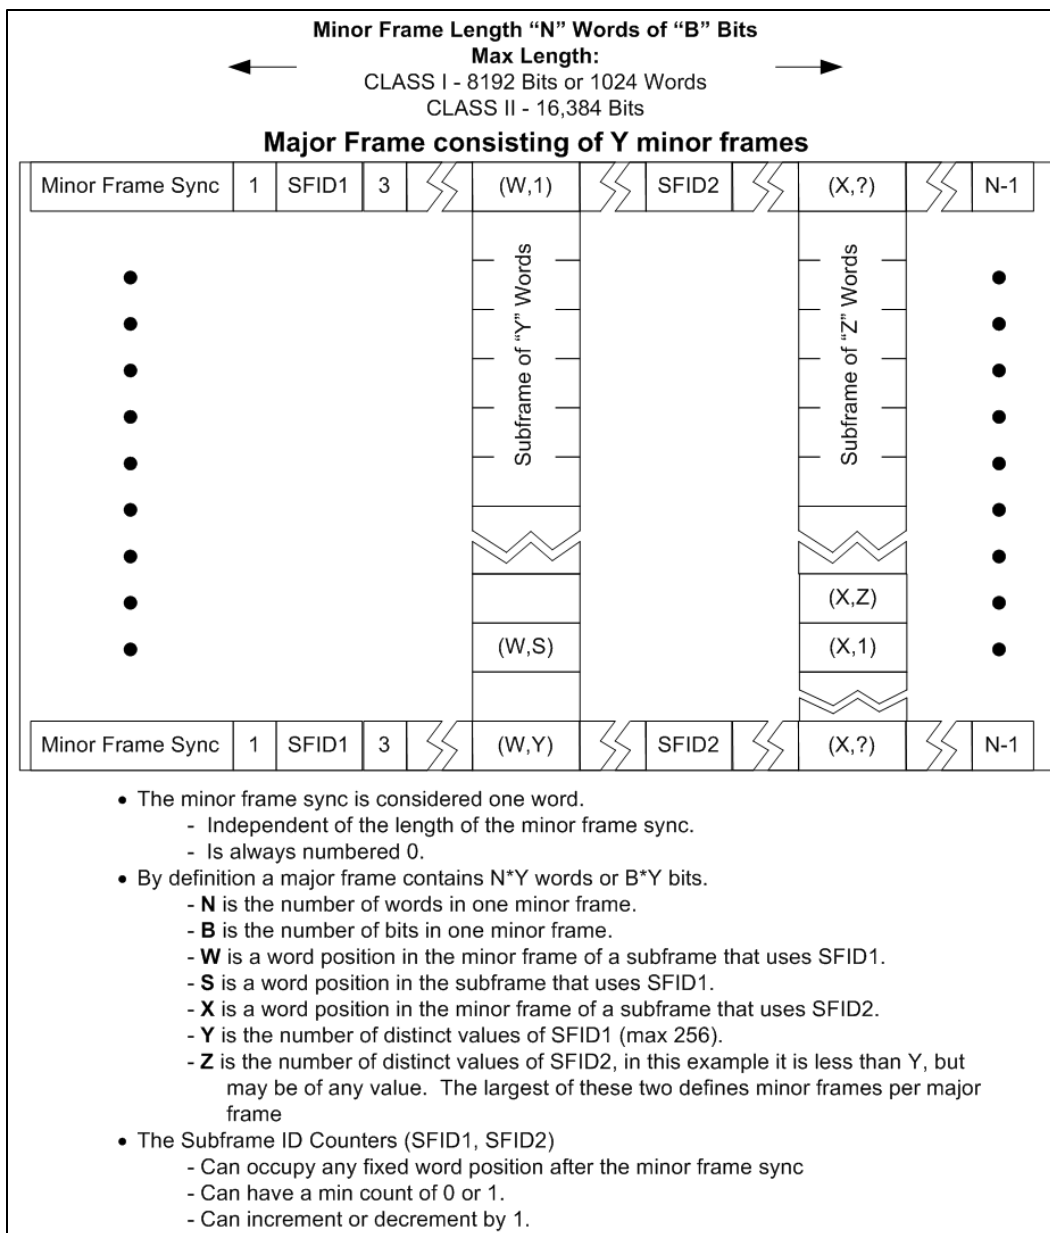 Minor Frame Length “N” Words of “B” Bits
Max Length:
CLASS I - 8192 Bits or 1024 Words
CLASS II - 16,384 Bits
Major Frame consisting of Y minor frames
Minor Frame Sync 1 SFID1 3 (W,1) SFID2 (X,?) N-1
Subframe of “Y” Words
Subframe of “Z” Words
(X,Z)
(W,S) (X,1)
Minor Frame Sync 1 SFID1 3 (W,Y) SFID2 (X,?) N-1
• The minor frame sync is considered one word.
- Independent of the length of the minor frame sync.
- Is always numbered 0.
• By definition a major frame contains N*Y words or B*Y bits.
- N is the number of words in one minor frame.
- B is the number of bits in one minor frame.
- W is a word position in the minor frame of a subframe that uses SFID1.
- S is a word position in the subframe that uses SFID1.
- X is a word position in the minor frame of a subframe that uses SFID2.
- Y is the number of distinct values of SFID1 (max 256).
- Z is the number of distinct values of SFID2, in this example it is less than Y, but
may be of any value. The largest of these two defines minor frames per major
frame
• The Subframe ID Counters (SFID1, SFID2)
- Can occupy any fixed word position after the minor frame sync
- Can have a min count of 0 or 1.
- Can increment or decrement by 1.